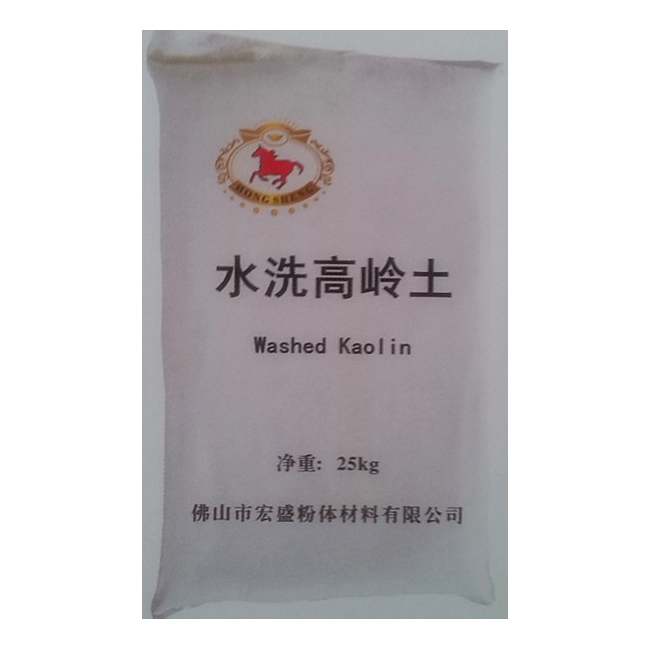 HONG SHENG
水洗高岭土
Washed Kaolin
净重: 25kg
佛山市宏盛粉体材料有限公司